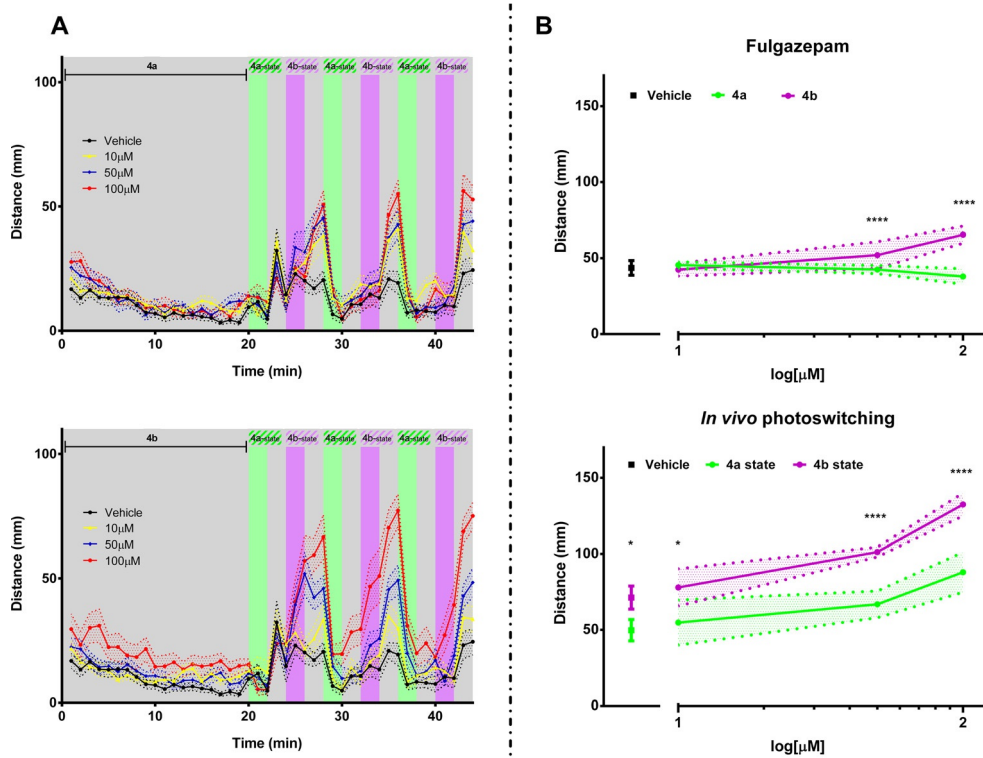 A
100
50
0
Distance (mm)
4a
4a-state 4b-state 4a-state 4b-state 4a-state 4b-state
Vehicle
10μM
50μM
100μM
0 10 20 30 40
Time (min)
100
50
0
Distance (mm)
4b
4a-state 4b-state 4a-state 4b-state 4a-state 4b-state
Vehicle
10μM
50μM
100μM
0 10 20 30 40
Time (min)
B
Fulgazepam
Vehicle 4a 4b
150
100
50
0
Distance (mm)
**** ****
1 2
log[μM]
In vivo photoswitching
Vehicle 4a state 4b state
150
100
50
0
Distance (mm)
* * **** ****
1 2
log[μM]